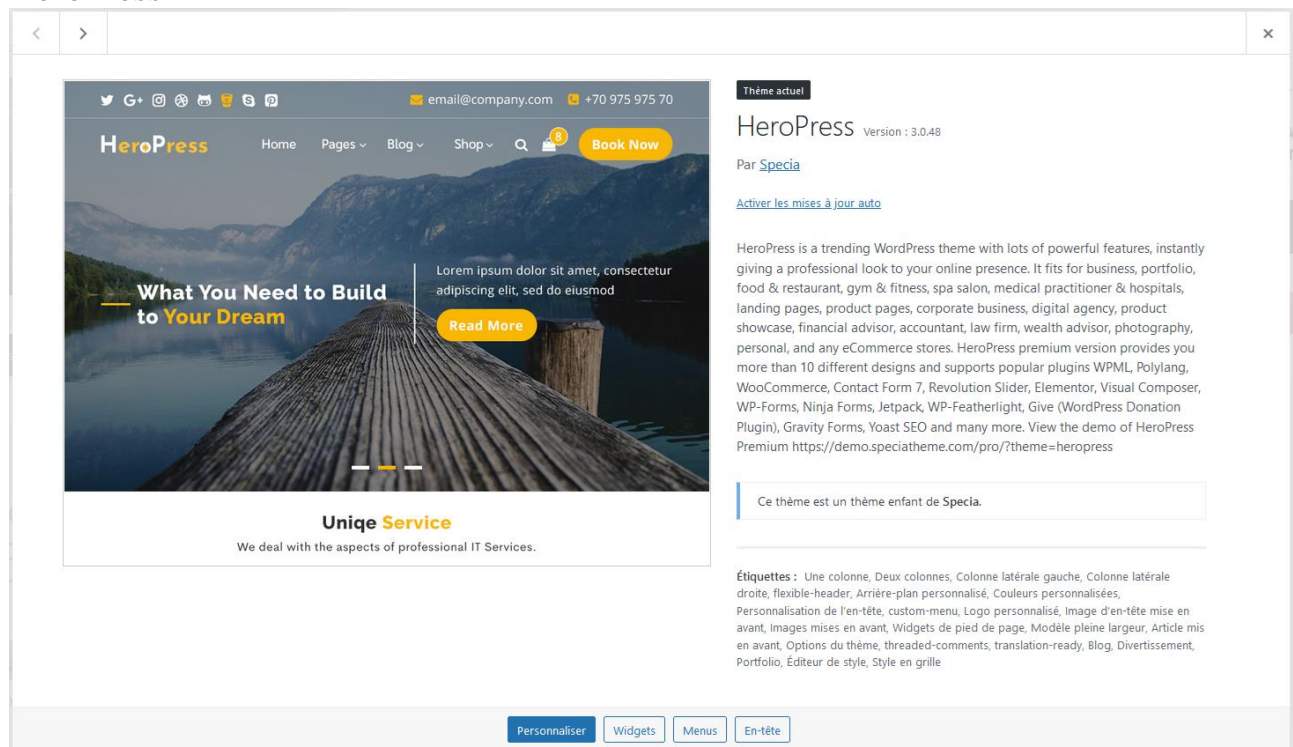 email@company.com +70 975 975 70
HeroPress Home Pages Blog Shop 8 Book Now
What You Need to Build
to Your Dream
Lorem ipsum dolor sit amet, consectetur
adipiscing elit, sed do eiusmod
Read More
Uniqe Service
We deal with the aspects of professional IT Services.
Thème actuel
HeroPress Version : 3.0.48
Par Specia
Activer les mises à jour auto
HeroPress is a trending WordPress theme with lots of powerful features, instantly
giving a professional look to your online presence. It fits for business, portfolio,
food & restaurant, gym & fitness, spa salon, medical practitioner & hospitals,
landing pages, product pages, corporate business, digital agency, product
showcase, financial advisor, accountant, law firm, wealth advisor, photography,
personal, and any eCommerce stores. HeroPress premium version provides you
more than 10 different designs and supports popular plugins WPML, Polylang,
WooCommerce, Contact Form 7, Revolution Slider, Elementor, Visual Composer,
WP-Forms, Ninja Forms, Jetpack, WP-Featherlight, Give (WordPress Donation
Plugin), Gravity Forms, Yoast SEO and many more. View the demo of HeroPress
Premium https://demo.speciatheme.com/pro/?theme=heropress
Ce thème est un thème enfant de Specia.
Étiquettes : Une colonne, Deux colonnes, Colonne latérale gauche, Colonne latérale
droite, flexible-header, Arrière-plan personnalisé, Couleurs personnalisées,
Personnalisation de l'en-tête, custom-menu, Logo personnalisé, Image d'en-tête mise en
avant, Images mises en avant, Widgets de pied de page, Modèle pleine largeur, Article mis
en avant, Options du thème, threaded-comments, translation-ready, Blog, Divertissement,
Portfolio, Éditeur de style, Style en grille
Personnaliser Widgets Menus En-tête